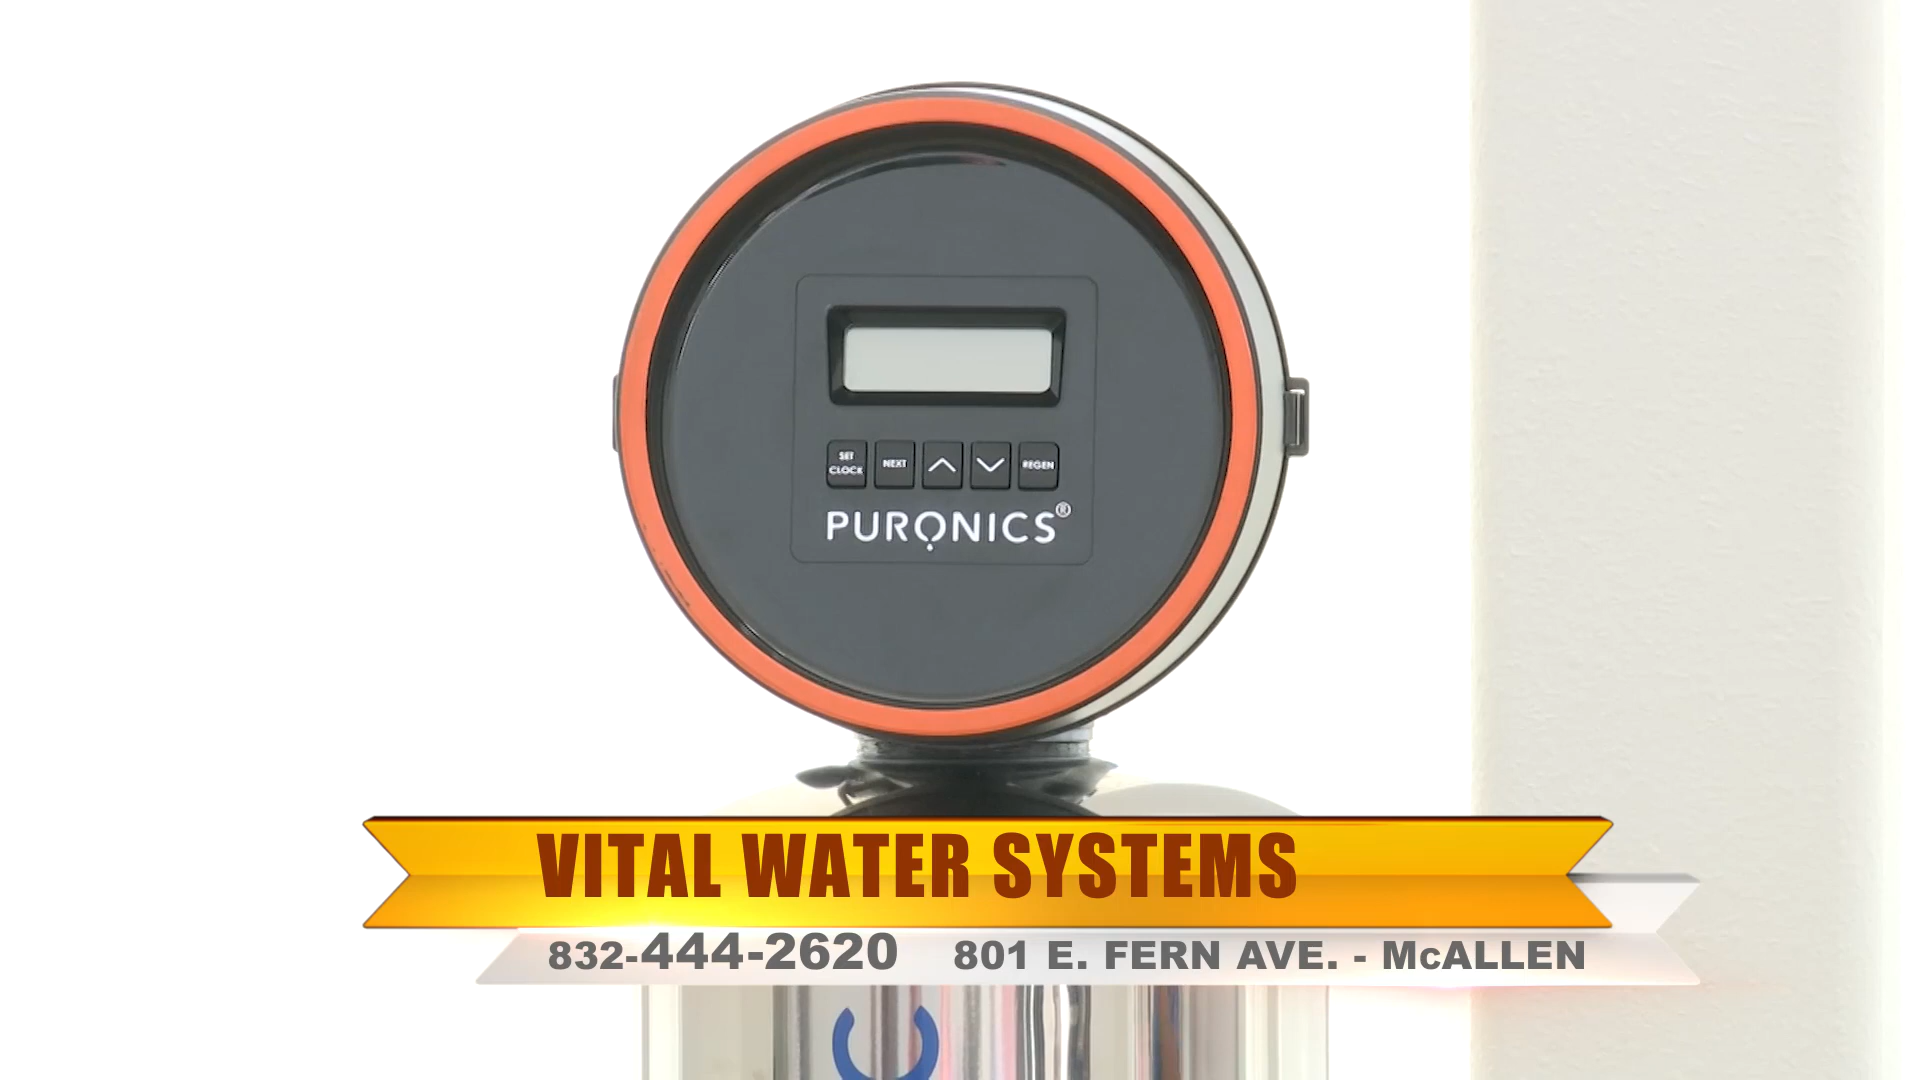 SET CLOCK NEXT REGEN
PURONICS®
VITAL WATER SYSTEMS
832-444-2620 801 E. FERN AVE. - McALLEN